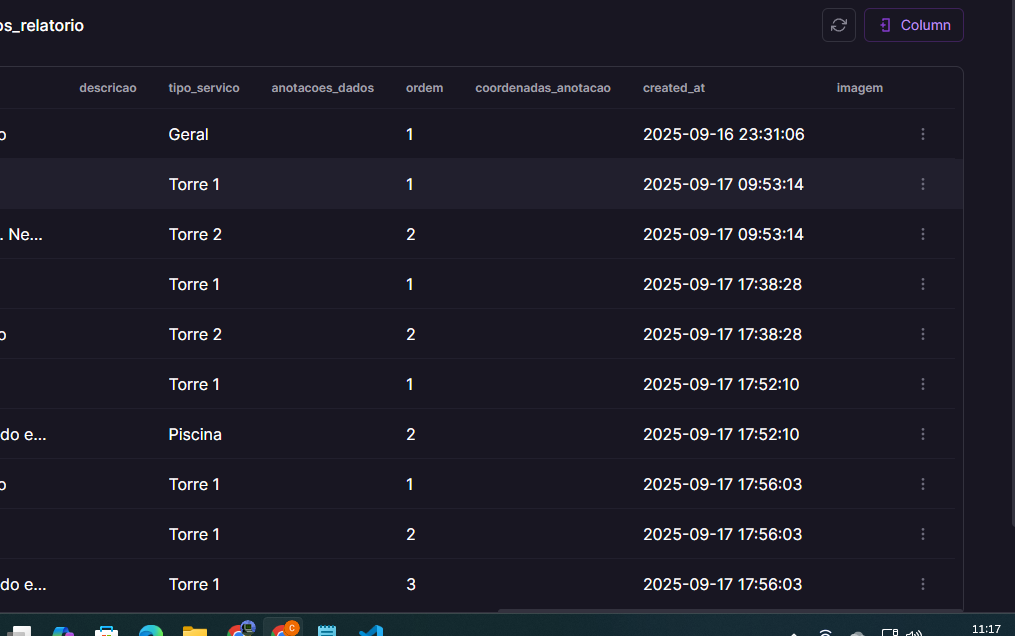 os_relatorio
Column
descricao tipo_servico anotacoes_dados ordem coordenadas_anotacao created_at imagem
o Geral 1 2025-09-16 23:31:06
Torre 1 1 2025-09-17 09:53:14
. Ne... Torre 2 2 2025-09-17 09:53:14
Torre 1 1 2025-09-17 17:38:28
o Torre 2 2 2025-09-17 17:38:28
Torre 1 1 2025-09-17 17:52:10
do e... Piscina 2 2025-09-17 17:52:10
o Torre 1 1 2025-09-17 17:56:03
Torre 1 2 2025-09-17 17:56:03
do e... Torre 1 3 2025-09-17 17:56:03
C
11:17